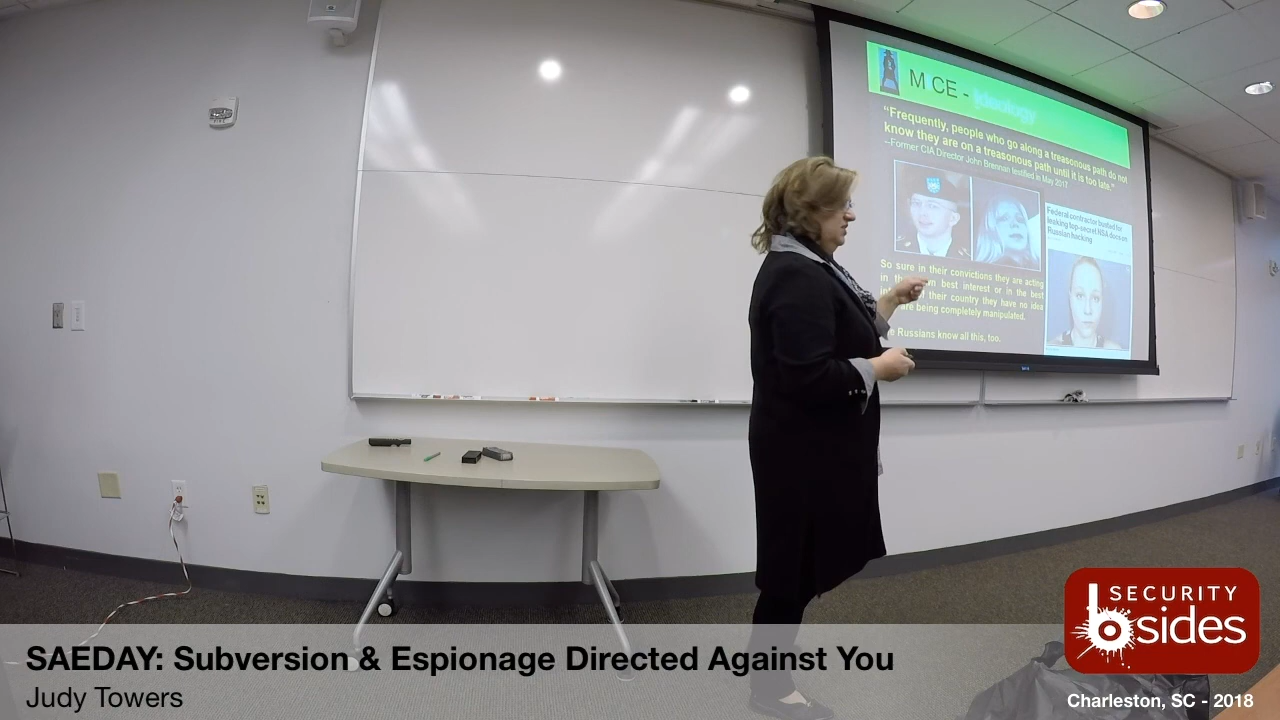 M CE - Ideology
"Frequently, people who go along a treasonous path do not
know they are on a treasonous path until it is too late."
--Former CIA Director John Brennan testified in May 2017
Federal contractor busted for
leaking top-secret NSA docs on
Russian hacking
So sure in their convictions they are acting
in own best interest or in the best
their country they have no idea
are being completely manipulated.
Russians know all this, too.
SAEDAY: Subversion & Espionage Directed Against You
Judy Towers
SECURITY
bsides
Charleston, SC - 2018